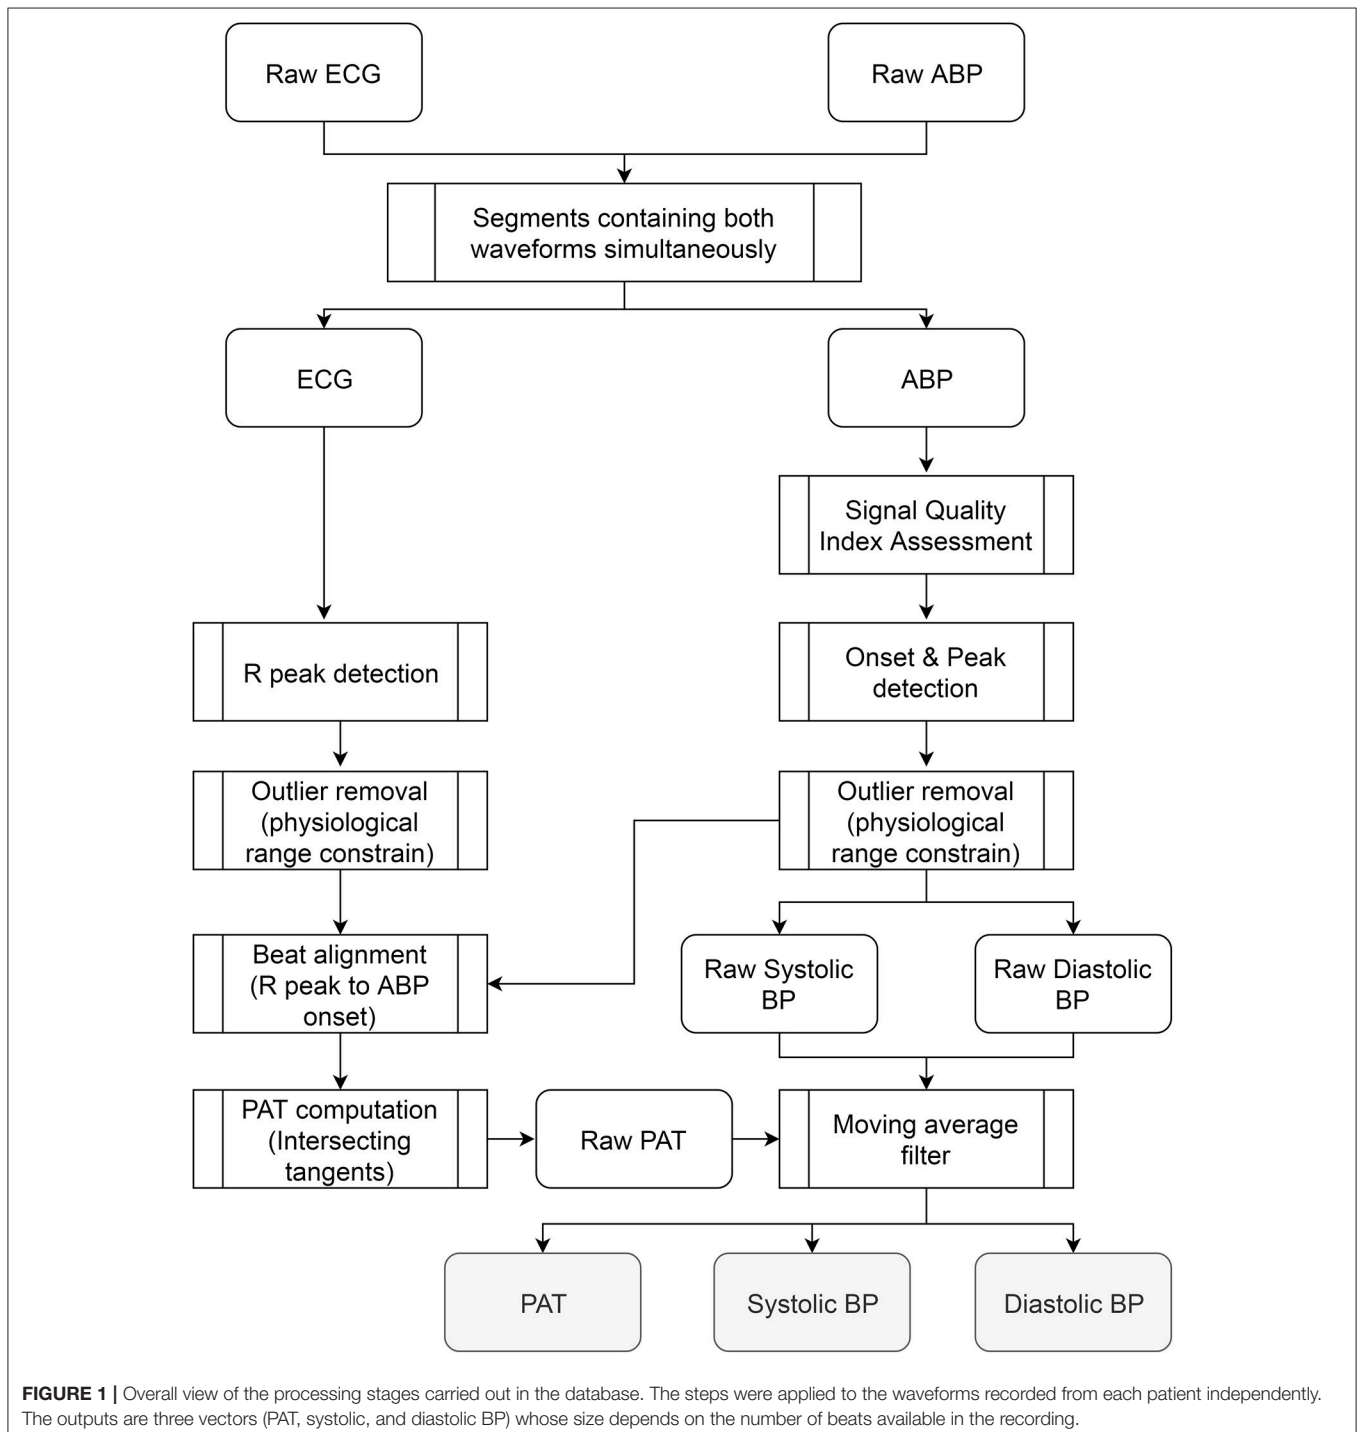 Raw ECG
Raw ABP
Segments containing both
waveforms simultaneously
ECG
ABP
Signal Quality
Index Assessment
R peak detection
Onset & Peak
detection
Outlier removal
(physiological
range constrain)
Outlier removal
(physiological
range constrain)
Beat alignment
(R peak to ABP
onset)
Raw Systolic
BP
Raw Diastolic
BP
PAT computation
(Intersecting
tangents)
Raw PAT
Moving average
filter
PAT
Systolic BP
Diastolic BP
FIGURE 1 | Overall view of the processing stages carried out in the database. The steps were applied to the waveforms recorded from each patient independently.
The outputs are three vectors (PAT, systolic, and diastolic BP) whose size depends on the number of beats available in the recording.